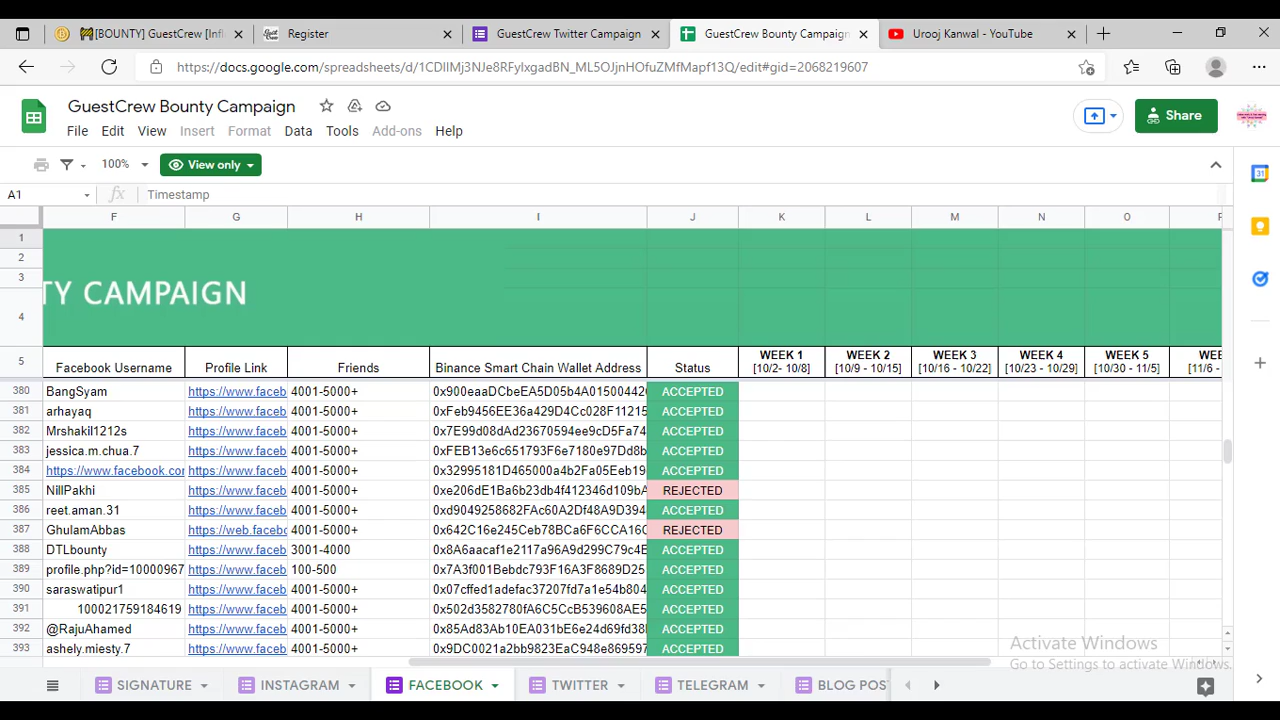 [BOUNTY] GuestCrew [Infl
Register
GuestCrew Twitter Campaign
GuestCrew Bounty Campaign
Urooj Kanwal - YouTube
https://docs.google.com/spreadsheets/d/
/edit#gid=2068219607
GuestCrew Bounty Campaign
File Edit View Insert Format Data Tools Add-ons Help
Share
100% View only
A1 fx Timestamp
F G H I J K L M N O
1
2
3
TY CAMPAIGN
4
5 Facebook Username Profile Link Friends Binance Smart Chain Wallet Address Status WEEK 1 [10/2- 10/8] WEEK 2 [10/9 - 10/15] WEEK 3 [10/16 - 10/22] WEEK 4 [10/23 - 10/29] WEEK 5 [10/30 - 11/5] WEE [11/6 -
380 BangSyam https://www.faceb 4001-5000+ 0x900eaaDCbeEA5D05b4A01500442 ACCEPTED
381 arhayaq https://www.faceb 4001-5000+ 0xFeb9456EE36a429D4Cc028F11215 ACCEPTED
382 Mrshakil1212s https://www.faceb 4001-5000+ 0x7E99d08dAd23670594ee9cD5Fa74 ACCEPTED
383 jessica.m.chua.7 https://www.faceb 4001-5000+ 0xFEB13e6c651793F6e7180e97Dd8b ACCEPTED
384 https://www.facebook.cor https://www.faceb 4001-5000+ 0x32995181D465000a4b2Fa05Eeb19 ACCEPTED
385 NillPakhi https://www.faceb 4001-5000+ 0xe206dE1Ba6b23db4f412346d109bA REJECTED
386 reet.aman.31 https://www.faceb 4001-5000+ 0xd9049258682FAc60A2Df48A9D394 ACCEPTED
387 GhulamAbbas https://web.facebo 4001-5000+ 0x642C16e245Ceb78BCa6F6CCA16C REJECTED
388 DTLbounty https://www.faceb 3001-4000 0x8A6aacaf1e2117a96A9d299C79c4E ACCEPTED
389 profile.php?id=10000967 https://www.faceb 100-500 0x7A3f001Bebdc793F16A3F8689D25 ACCEPTED
390 saraswatipur1 https://www.faceb 4001-5000+ 0x07cffed1adefac37207fd7a1e54b804 ACCEPTED
391 100021759184619 https://www.faceb 4001-5000+ 0x502d3582780fA6C5CcB539608AE5 ACCEPTED
392 @RajuAhamed https://www.faceb 4001-5000+ 0x85Ad83Ab10EA031bE6e24d69fd38 ACCEPTED
393 ashely.miesty.7 https://www.faceb 4001-5000+ 0x9DC0021a2bb9823EaC948e869597 ACCEPTED
Activate Windows
Go to Settings to activate Windows.
SIGNATURE INSTAGRAM FACEBOOK TWITTER TELEGRAM BLOG POS
31